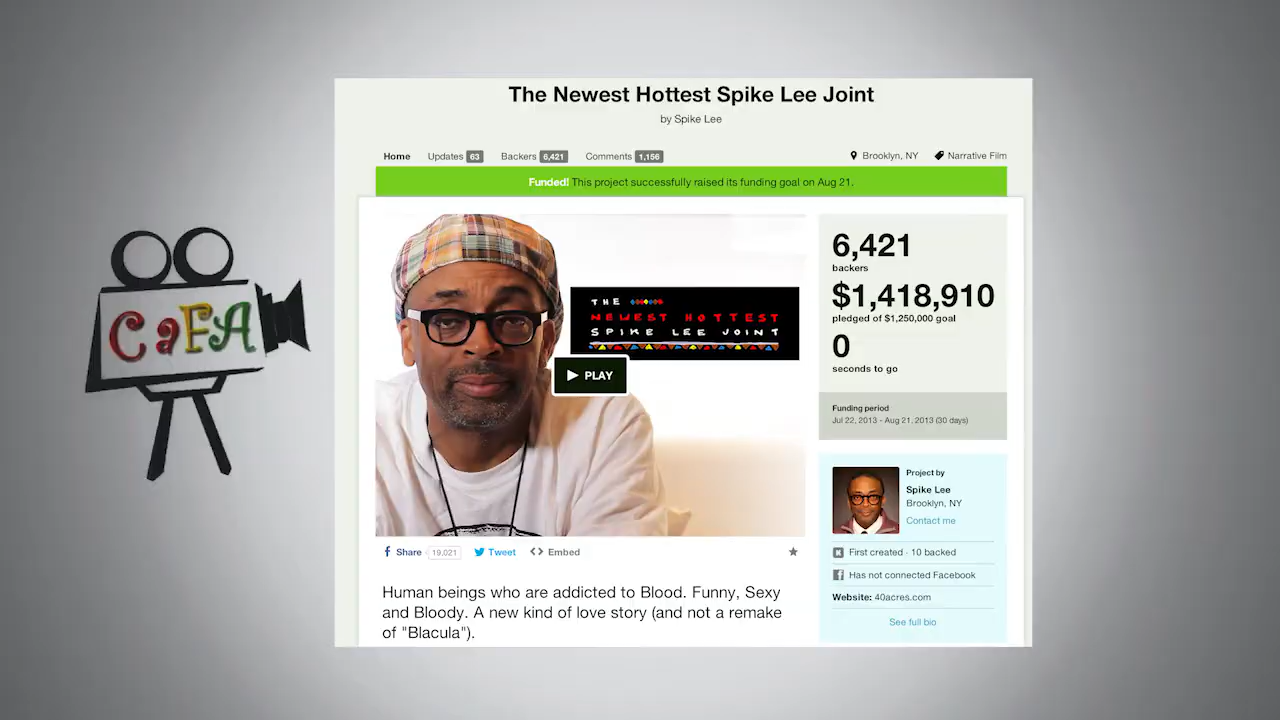 The Newest Hottest Spike Lee Joint
by Spike Lee
Home Updates 63 Backers 6,421 Comments 1,156 Brooklyn, NY Narrative Film
Funded! This project successfully raised its funding goal on Aug 21.
CaFA
THE
NEWEST HOTTEST
SPIKE LEE JOINT
PLAY
6,421
backers
$1,418,910
pledged of $1,250,000 goal
0
seconds to go
Funding period
Jul 22, 2013 - Aug 21, 2013 (30 days)
Project by
Spike Lee
Brooklyn, NY
Contact me
First created · 10 backed
Has not connected Facebook
Website: 40acres.com
See full bio
Share 19,021 Tweet Embed
Human beings who are addicted to Blood. Funny, Sexy
and Bloody. A new kind of love story (and not a remake
of "Blacula").